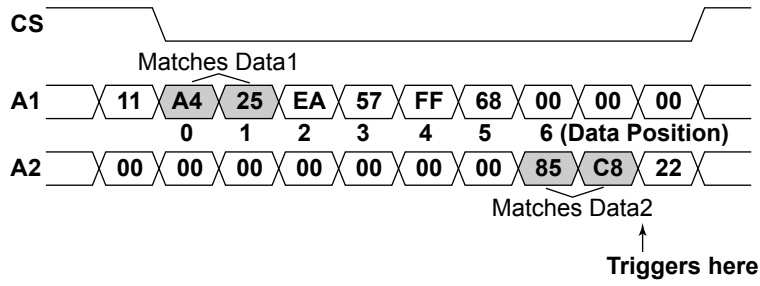 CS
Matches Data1
A1 11 A4 25 EA 57 FF 68 00 00 00
0 1 2 3 4 5 6 (Data Position)
A2 00 00 00 00 00 00 00 85 C8 22
Matches Data2
Triggers here